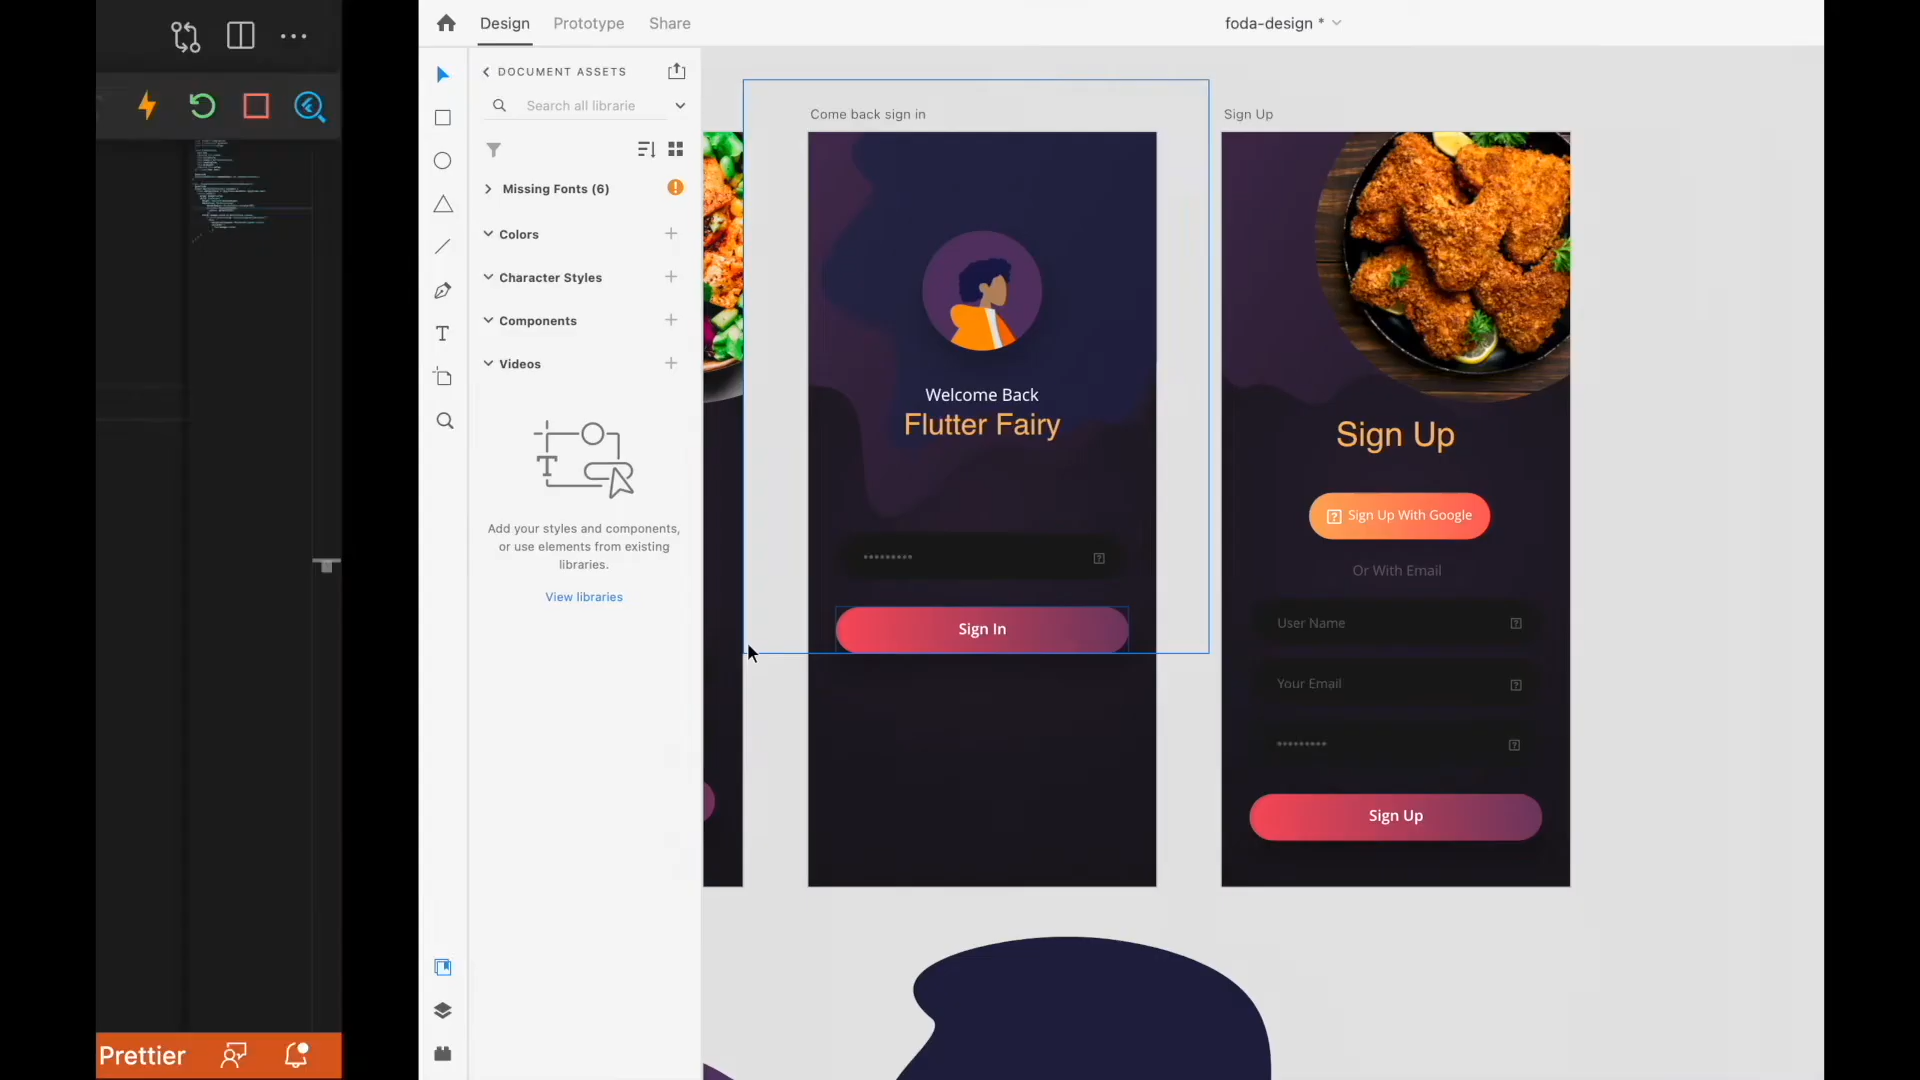 Design Prototype Share
foda-design *
DOCUMENT ASSETS
Search all librarie
Missing Fonts (6)
Colors
Character Styles
Components
Videos
Add your styles and components,
or use elements from existing
libraries.
View libraries
Come back sign in
Welcome Back
Flutter Fairy
•••••••••
Sign In
Sign Up
Sign Up
Sign Up With Google
Or With Email
User Name
Your Email
•••••••••
Sign Up
Prettier